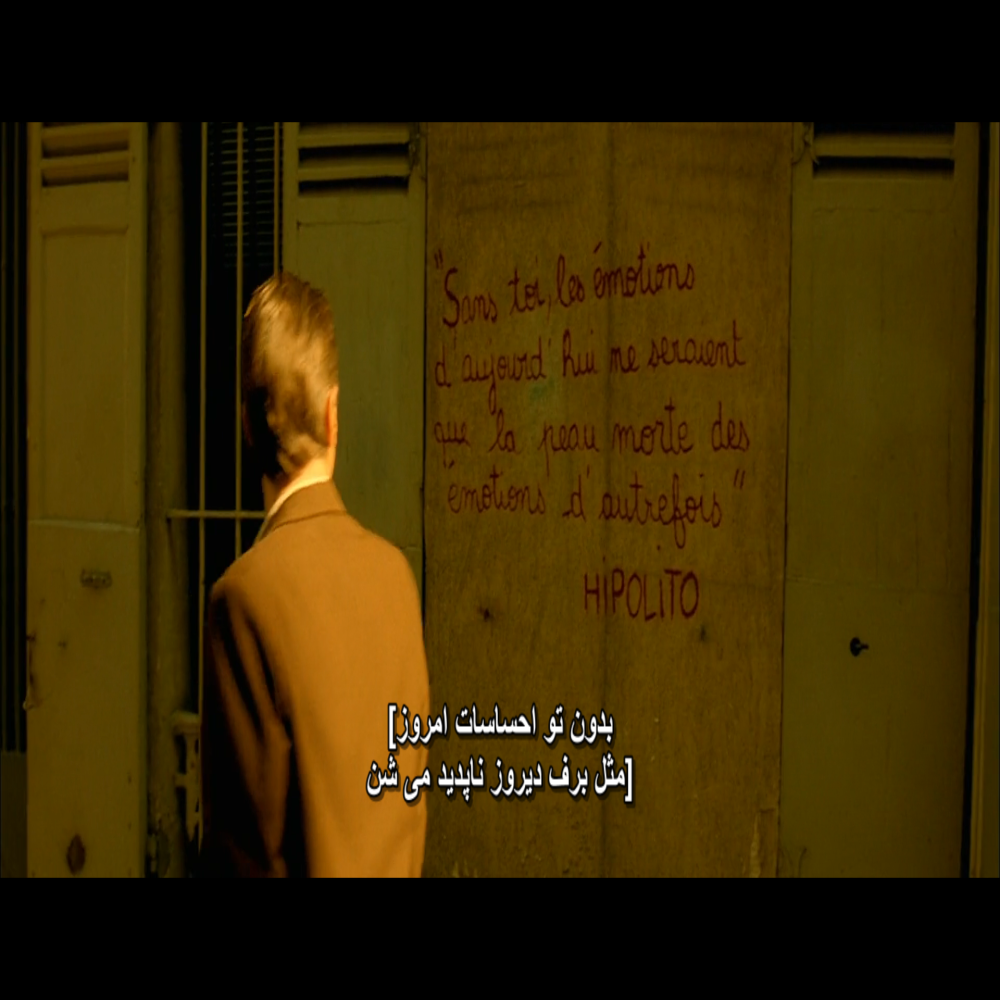 "Sans toi, les émotions
d'aujourd'hui ne seraient
que la peau morte des
émotions d'autrefois"
HIPOLITO
[بدون تو احساسات امروز
مثل برف دیروز ناپدید می شن]